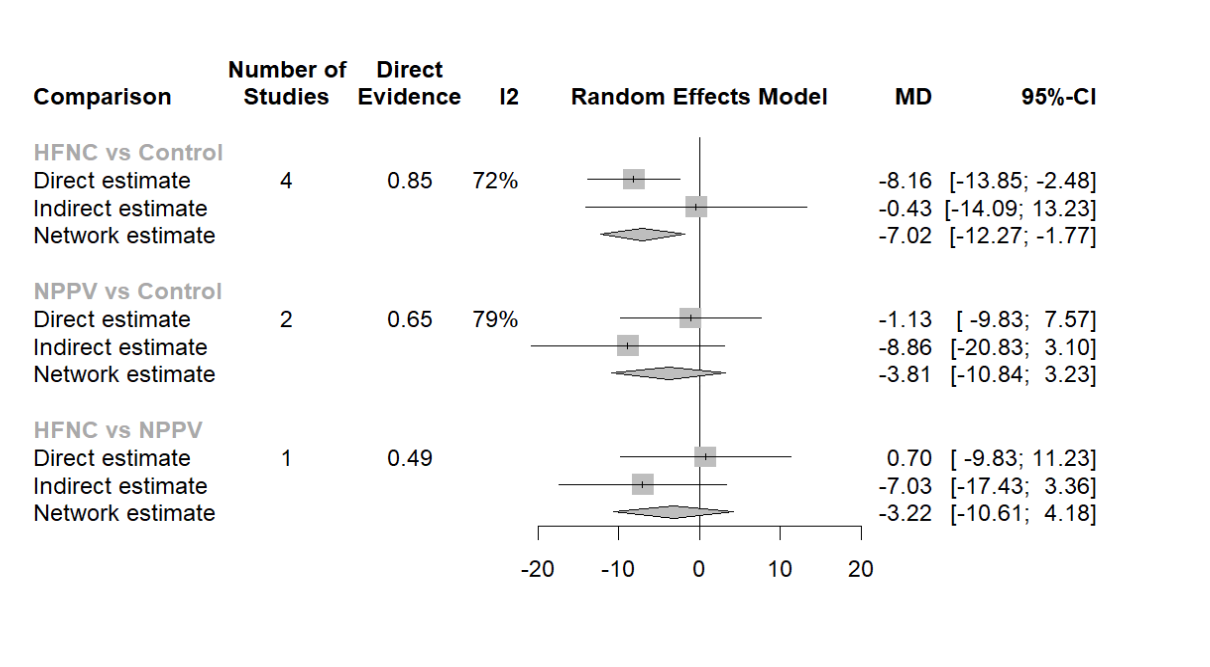 Number of Direct
Comparison Studies Evidence I2 Random Effects Model MD 95%-CI
HFNC vs Control
Direct estimate 4 0.85 72% -8.16 [-13.85; -2.48]
Indirect estimate -0.43 [-14.09; 13.23]
Network estimate -7.02 [-12.27; -1.77]
NPPV vs Control
Direct estimate 2 0.65 79% -1.13 [ -9.83; 7.57]
Indirect estimate -8.86 [-20.83; 3.10]
Network estimate -3.81 [-10.84; 3.23]
HFNC vs NPPV
Direct estimate 1 0.49 0.70 [ -9.83; 11.23]
Indirect estimate -7.03 [-17.43; 3.36]
Network estimate -3.22 [-10.61; 4.18]
-20 -10 0 10 20